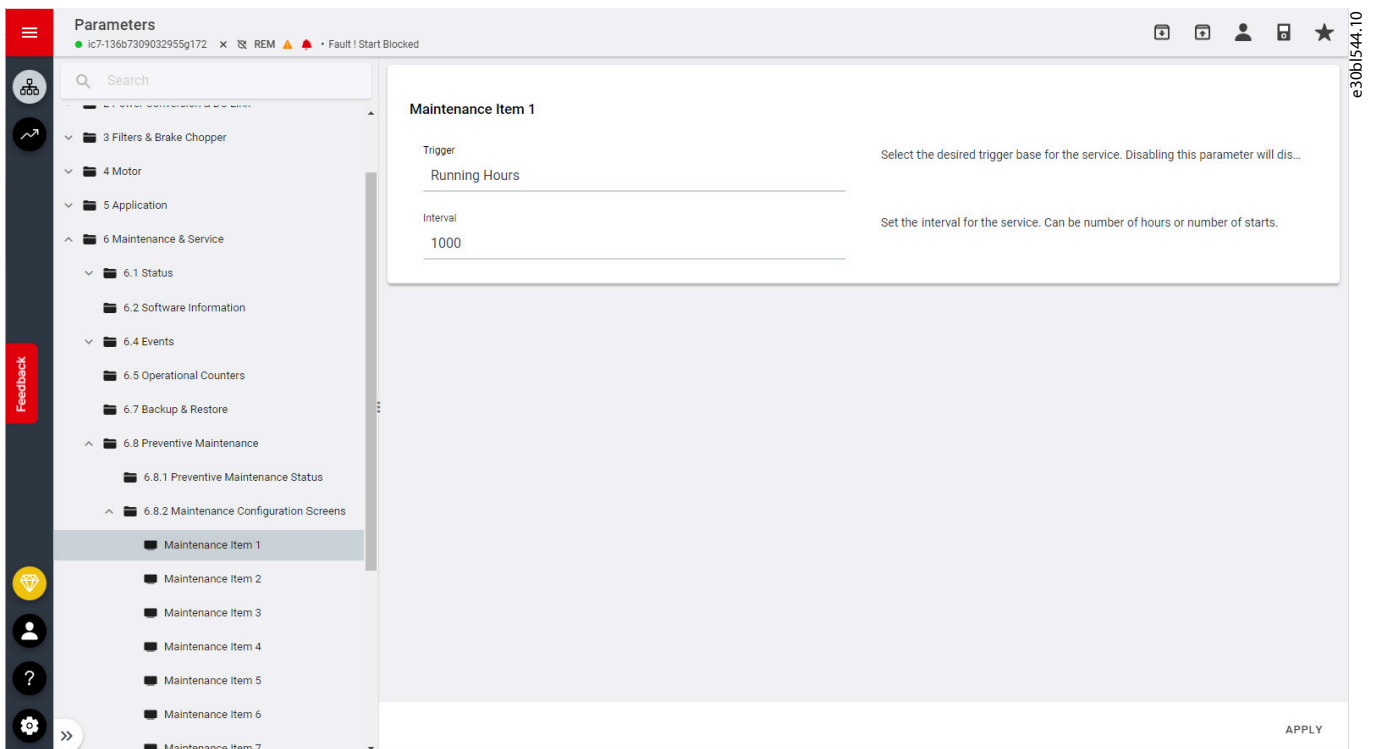 Parameters
ic7-136b7309032955g172 REM • Fault ! Start Blocked
e30bl544.10
Search
3 Filters & Brake Chopper
4 Motor
5 Application
6 Maintenance & Service
6.1 Status
6.2 Software Information
6.4 Events
6.5 Operational Counters
6.7 Backup & Restore
6.8 Preventive Maintenance
6.8.1 Preventive Maintenance Status
6.8.2 Maintenance Configuration Screens
Maintenance Item 1
Maintenance Item 2
Maintenance Item 3
Maintenance Item 4
Maintenance Item 5
Maintenance Item 6
Maintenance Item 7
Feedback
Maintenance Item 1
Trigger
Running Hours
Select the desired trigger base for the service. Disabling this parameter will dis...
Interval
1000
Set the interval for the service. Can be number of hours or number of starts.
APPLY